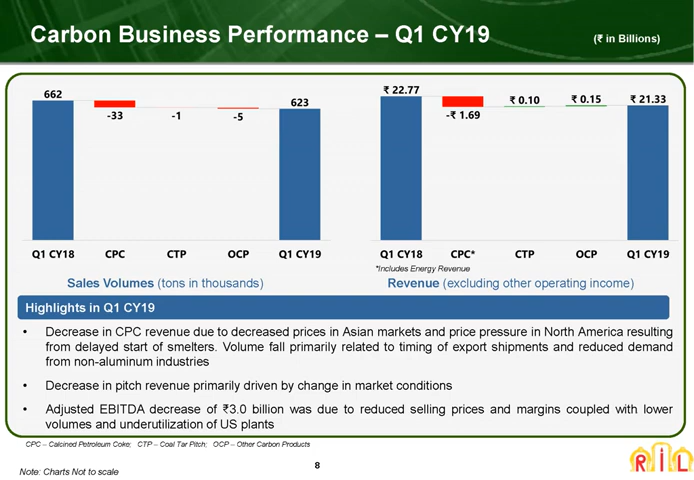 Carbon Business Performance – Q1 CY19
(₹ in Billions)
662
-33
-1
-5
623
Q1 CY18 CPC CTP OCP Q1 CY19
Sales Volumes (tons in thousands)
₹ 22.77
-₹ 1.69
₹ 0.10
₹ 0.15
₹ 21.33
Q1 CY18 CPC* CTP OCP Q1 CY19
*Includes Energy Revenue
Revenue (excluding other operating income)
Highlights in Q1 CY19
• Decrease in CPC revenue due to decreased prices in Asian markets and price pressure in North America resulting
from delayed start of smelters. Volume fall primarily related to timing of export shipments and reduced demand
from non-aluminum industries
• Decrease in pitch revenue primarily driven by change in market conditions
• Adjusted EBITDA decrease of ₹3.0 billion was due to reduced selling prices and margins coupled with lower
volumes and underutilization of US plants
CPC – Calcined Petroleum Coke; CTP – Coal Tar Pitch; OCP – Other Carbon Products
Note: Charts Not to scale
8
RiL